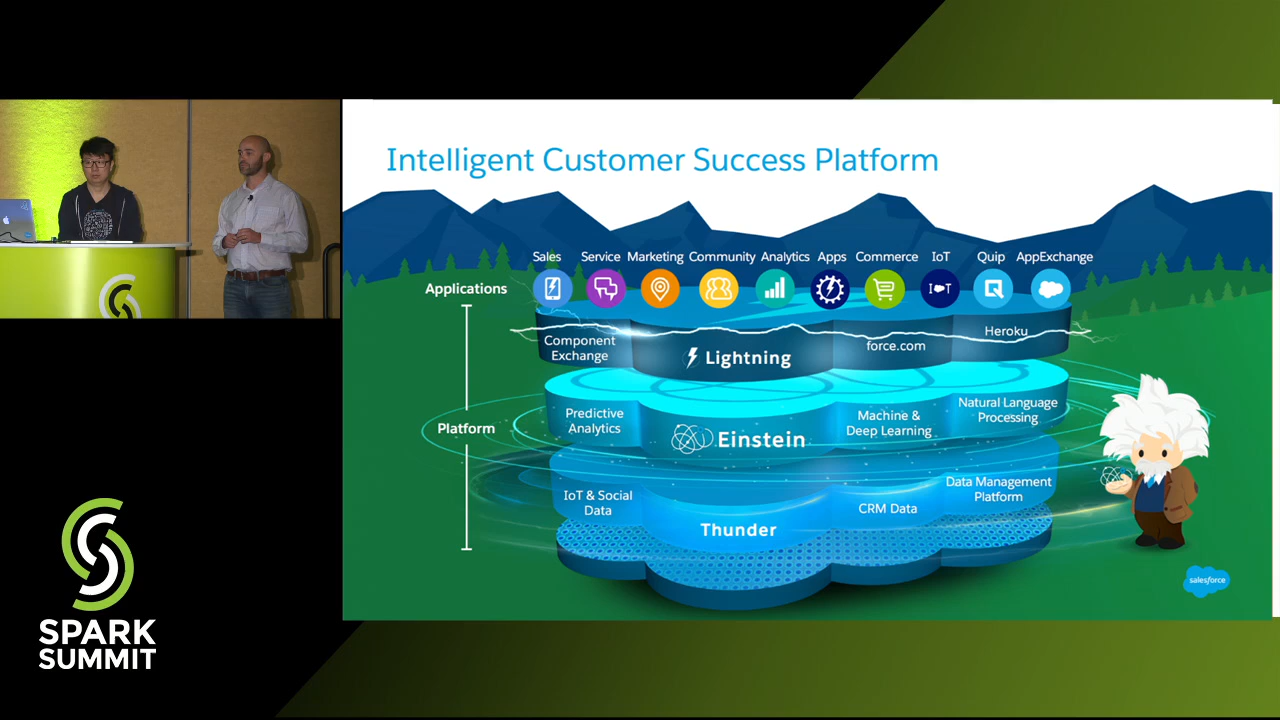 Intelligent Customer Success Platform
Sales Service Marketing Community Analytics Apps Commerce IoT Quip AppExchange
Applications
I T
Component
Exchange
Lightning
force.com
Heroku
Platform
Predictive
Analytics
Einstein
Machine &
Deep Learning
Natural Language
Processing
IoT & Social
Data
Thunder
CRM Data
Data Management
Platform
salesforce
SPARK
SUMMIT